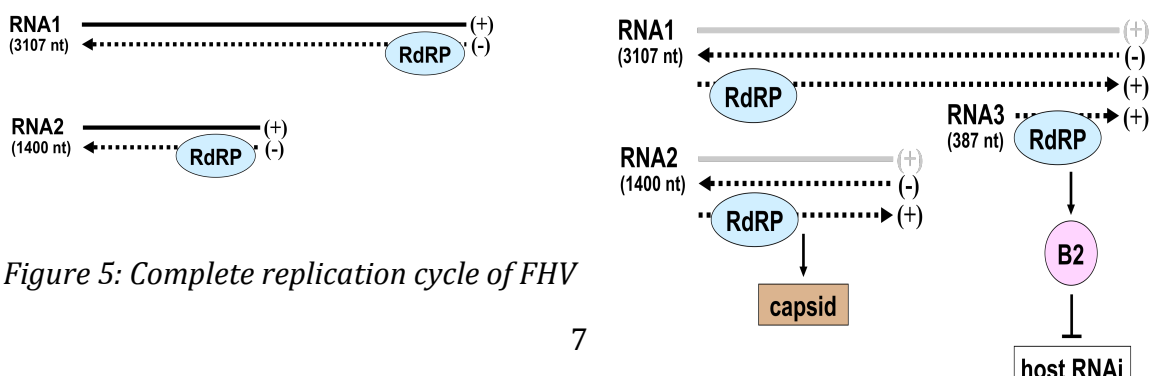 RNA1
(3107 nt)
(+)
(-)
RdRP
RNA2
(1400 nt)
(+)
(-)
RdRP
Figure 5: Complete replication cycle of FHV
7
RNA1
(3107 nt)
(+)
(-)
(+)
RdRP
RNA3
(387 nt)
(+)
RdRP
RNA2
(1400 nt)
(+)
(-)
(+)
RdRP
B2
capsid
host RNAi